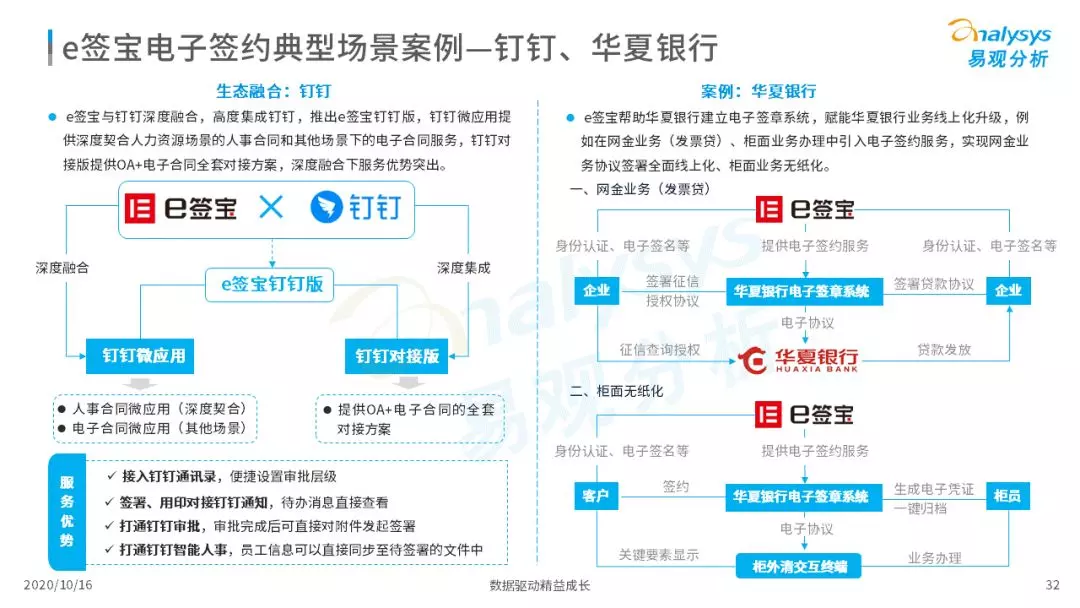 e签宝电子签约典型场景案例—钉钉、华夏银行
analysys
易观分析
生态融合：钉钉
e签宝与钉钉深度融合，高度集成钉钉，推出e签宝钉钉版，钉钉微应用提
供深度契合人力资源场景的人事合同和其他场景下的电子合同服务，钉钉对
接版提供OA+电子合同全套对接方案，深度融合下服务优势突出。
e签宝 × 钉钉
深度融合
深度集成
e签宝钉钉版
钉钉微应用
钉钉对接版
人事合同微应用（深度契合）
电子合同微应用（其他场景）
提供OA+电子合同的全套
对接方案
服务优势
✓ 接入钉钉通讯录，便捷设置审批层级
✓ 签署、用印对接钉钉通知，待办消息直接查看
✓ 打通钉钉审批，审批完成后可直接对附件发起签署
✓ 打通钉钉智能人事，员工信息可以直接同步至待签署的文件中
案例：华夏银行
e签宝帮助华夏银行建立电子签章系统，赋能华夏银行业务线上化升级，例
如在网金业务（发票贷）、柜面业务办理中引入电子签约服务，实现网金业
务协议签署全面线上化、柜面业务无纸化。
一、网金业务（发票贷）
e签宝
身份认证、电子签名等
提供电子签约服务
身份认证、电子签名等
企业
签署征信
授权协议
华夏银行电子签章系统
签署贷款协议
企业
电子协议
征信查询授权
华夏银行
HUAXIA BANK
贷款发放
二、柜面无纸化
e签宝
身份认证、电子签名等
提供电子签约服务
客户
签约
华夏银行电子签章系统
生成电子凭证
一键归档
柜员
电子协议
关键要素显示
柜外清交互终端
业务办理
analysys
易观分析
2020/10/16
数据驱动精益成长
32